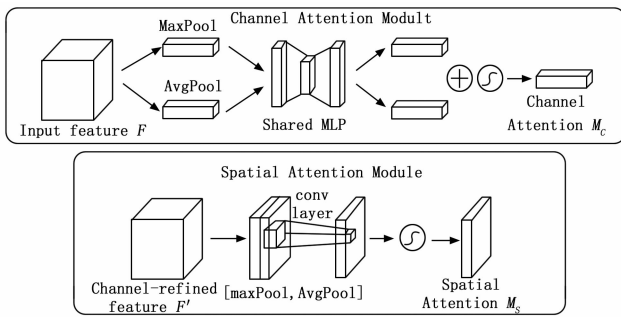 Channel Attention Modult
MaxPool
AvgPool
Input feature F
Shared MLP
Channel
Attention M_C
Spatial Attention Module
conv
layer
Channel-refined
feature F'
[maxPool, AvgPool]
Spatial
Attention M_S